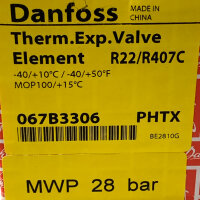 Danfoss
MADE IN
CHINA
Therm.Exp.Valve
Element R22/R407C
-40/+10°C / -40/+50°F
MOP100/+15°C
067B3306 PHTX
BE2810G
MWP 28 bar